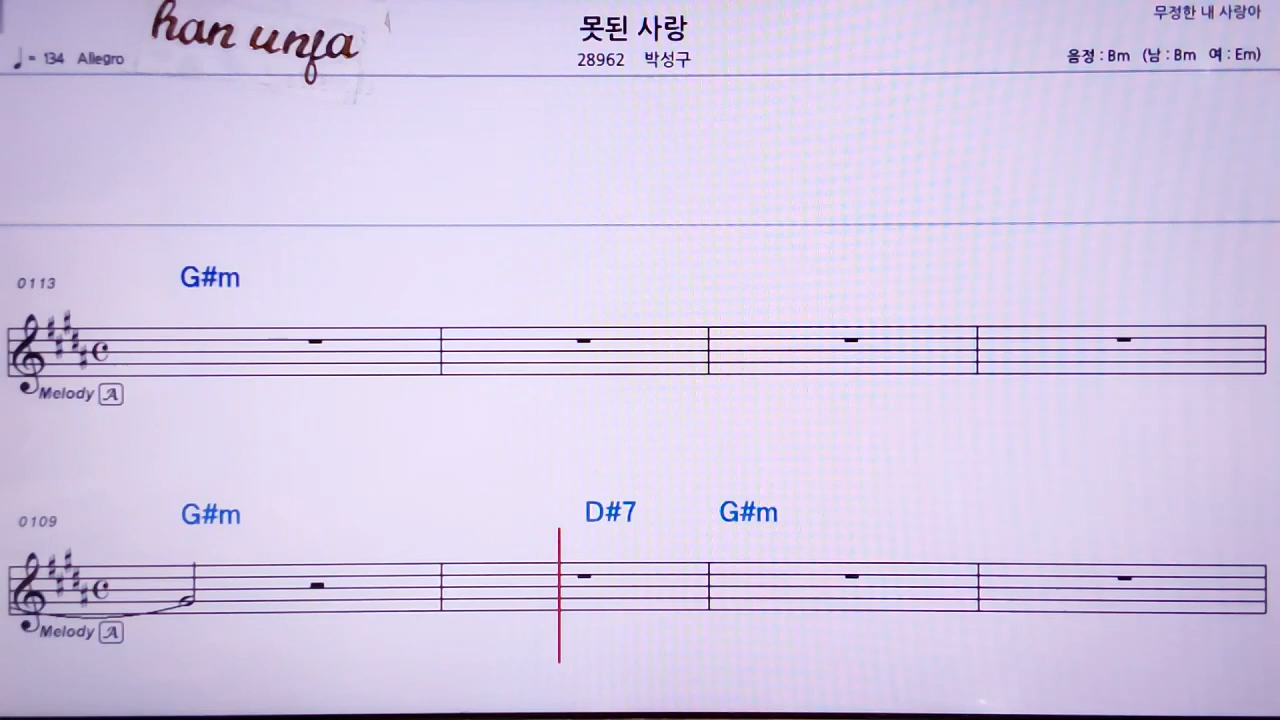 han unja
못된 사랑
무정한 내 사랑아
♩ = 134 Allegro
28962 박성구
음정 : Bm (남 : Bm 여 : Em)
0113
G#m
Melody A
0109
G#m D#7 G#m
Melody A